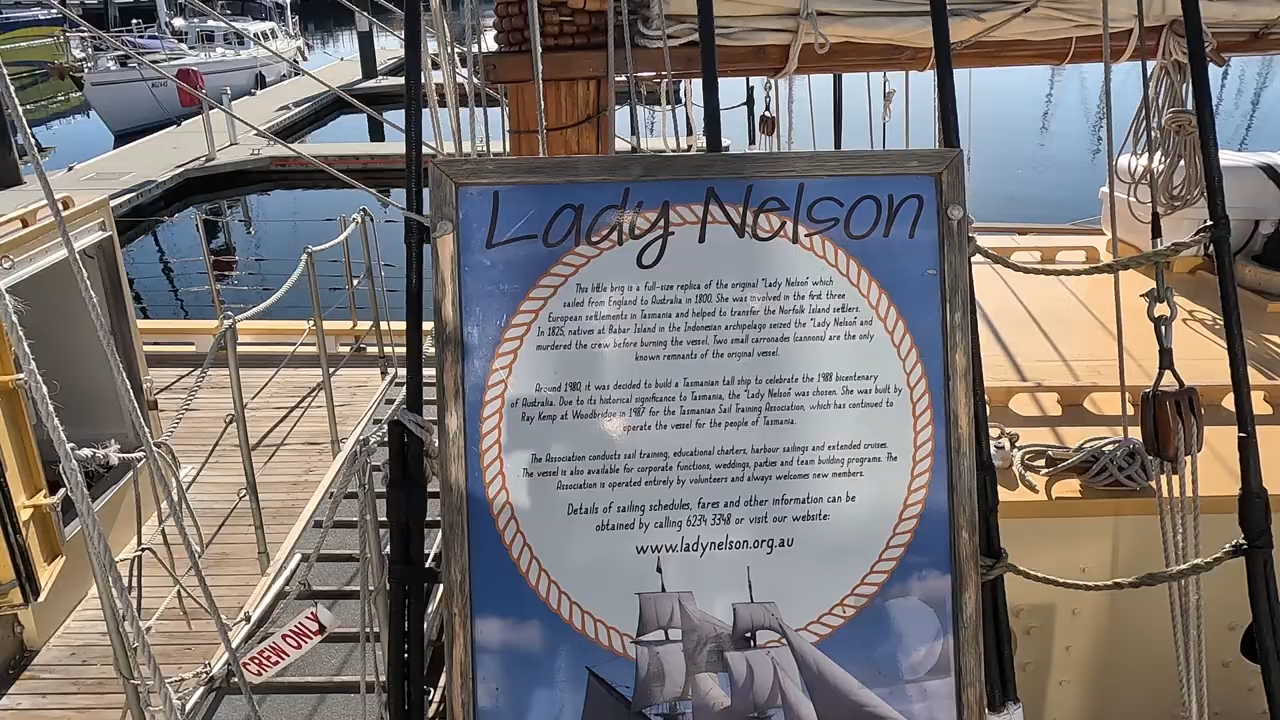 Lady Nelson
This little brig is a full-size replica of the original "Lady Nelson" which
sailed from England to Australia in 1800. She was involved in the first three
European settlements in Tasmania and helped to transfer the Norfolk Island settlers.
In 1825, natives at Babar Island in the Indonesian archipelago seized the "Lady Nelson" and
murdered the crew before burning the vessel. Two small carronades (cannons) are the only
known remnants of the original vessel.
Around 1980, it was decided to build a Tasmanian tall ship to celebrate the 1988 bicentenary
of Australia. Due to its historical significance to Tasmania, the "Lady Nelson" was chosen. She was built by
Ray Kemp at Woodbridge in 1987 for the Tasmanian Sail Training Association, which has continued to
operate the vessel for the people of Tasmania.
The Association conducts sail training, educational charters, harbour sailings and extended cruises.
The vessel is also available for corporate functions, weddings, parties and team building programs. The
Association is operated entirely by volunteers and always welcomes new members.
Details of sailing schedules, fares and other information can be
obtained by calling 6234 3348 or visit our website:
www.ladynelson.org.au
CREW ONLY